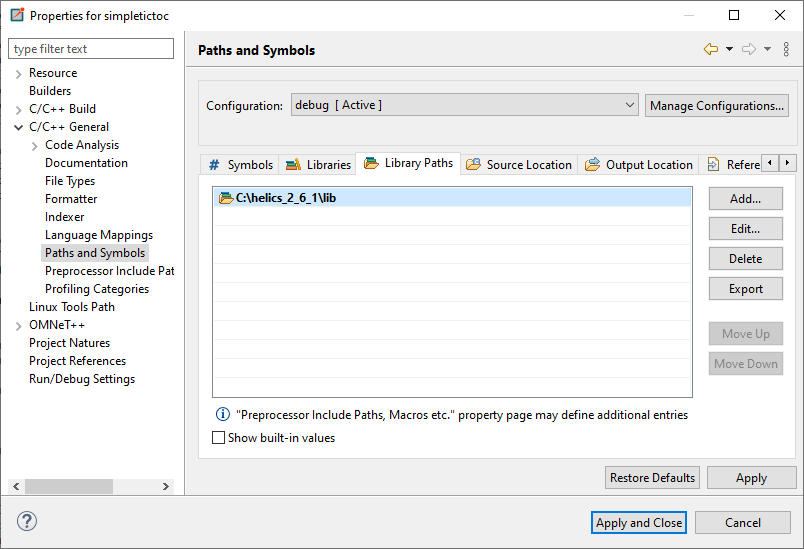 Properties for simpletictoc
type filter text
Resource
Builders
C/C++ Build
C/C++ General
Code Analysis
Documentation
File Types
Formatter
Indexer
Language Mappings
Paths and Symbols
Preprocessor Include Pat
Profiling Categories
Linux Tools Path
OMNeT++
Project Natures
Project References
Run/Debug Settings
Paths and Symbols
Configuration: debug [ Active ] Manage Configurations...
# Symbols Libraries Library Paths Source Location Output Location Refere
C:\helics_2_6_1\lib
Add...
Edit...
Delete
Export
Move Up
Move Down
"Preprocessor Include Paths, Macros etc." property page may define additional entries
Show built-in values
Restore Defaults Apply
Apply and Close Cancel